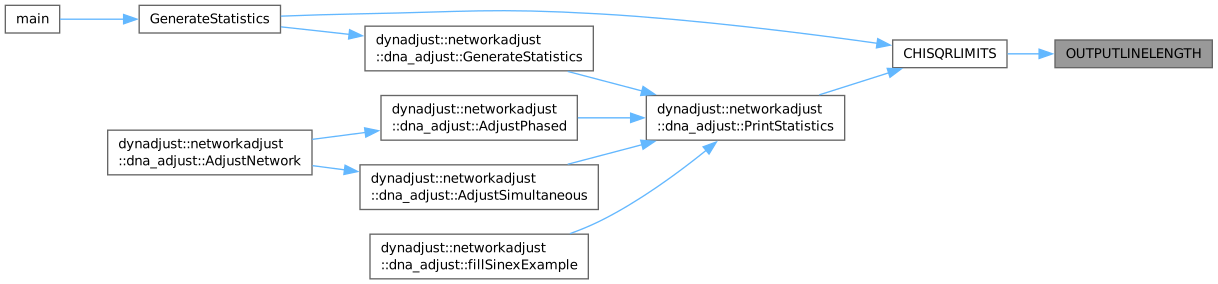 main
GenerateStatistics
dynadjust::networkadjust
::dna_adjust::GenerateStatistics
CHISQRLIMITS
OUTPUTLINELENGTH
dynadjust::networkadjust
::dna_adjust::AdjustPhased
dynadjust::networkadjust
::dna_adjust::PrintStatistics
dynadjust::networkadjust
::dna_adjust::AdjustNetwork
dynadjust::networkadjust
::dna_adjust::AdjustSimultaneous
dynadjust::networkadjust
::dna_adjust::fillSinexExample